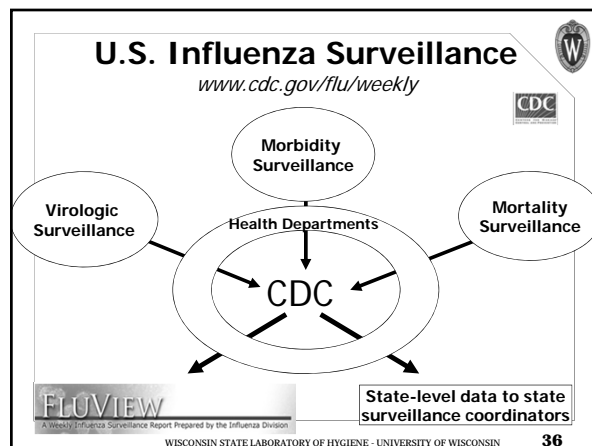 U.S. Influenza Surveillance
www.cdc.gov/flu/weekly
W
CDC
Morbidity
Surveillance
Virologic
Surveillance
Health Departments
Mortality
Surveillance
CDC
FLUVIEW
A Weekly Influenza Surveillance Report Prepared by the Influenza Division
State-level data to state
surveillance coordinators
WISCONSIN STATE LABORATORY OF HYGIENE - UNIVERSITY OF WISCONSIN 36